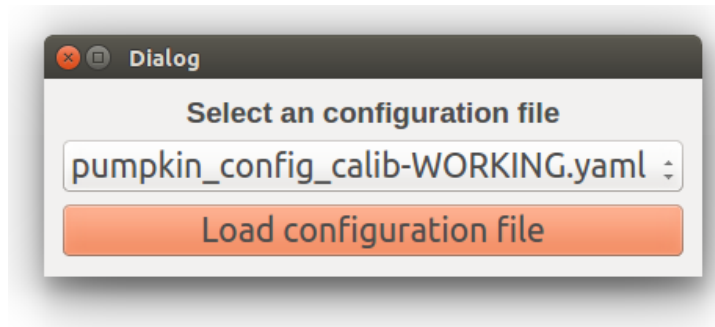 Dialog
Select an configuration file
pumpkin_config_calib-WORKING.yaml
Load configuration file